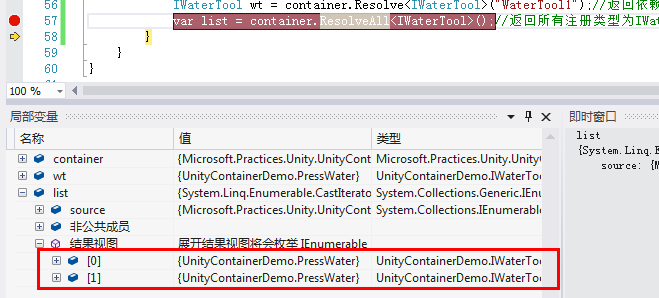 56 IWaterTool wt = container.Resolve<IWaterTool>("WaterTool1");//返回依赖
57 var list = container.ResolveAll<IWaterTool>();//返回所有注册类型为IWat
58 }
59 }
60 }
100 %
局部变量
名称 值 类型
container {Microsoft.Practices.Unity.UnityCont Microsoft.Practices.Unity.IUnity
wt {UnityContainerDemo.PressWater} UnityContainerDemo.IWaterToo
list {System.Linq.Enumerable.CastIterato System.Collections.Generic.IEnu
source {Microsoft.Practices.Unity.UnityCont System.Collections.IEnumerable
非公共成员
结果视图 展开结果视图将会枚举 IEnumerable
[0] {UnityContainerDemo.PressWater} UnityContainerDemo.IWaterToo
[1] {UnityContainerDemo.PressWater} UnityContainerDemo.IWaterToo
即时窗口
list
{System.Linq.E
source: {M